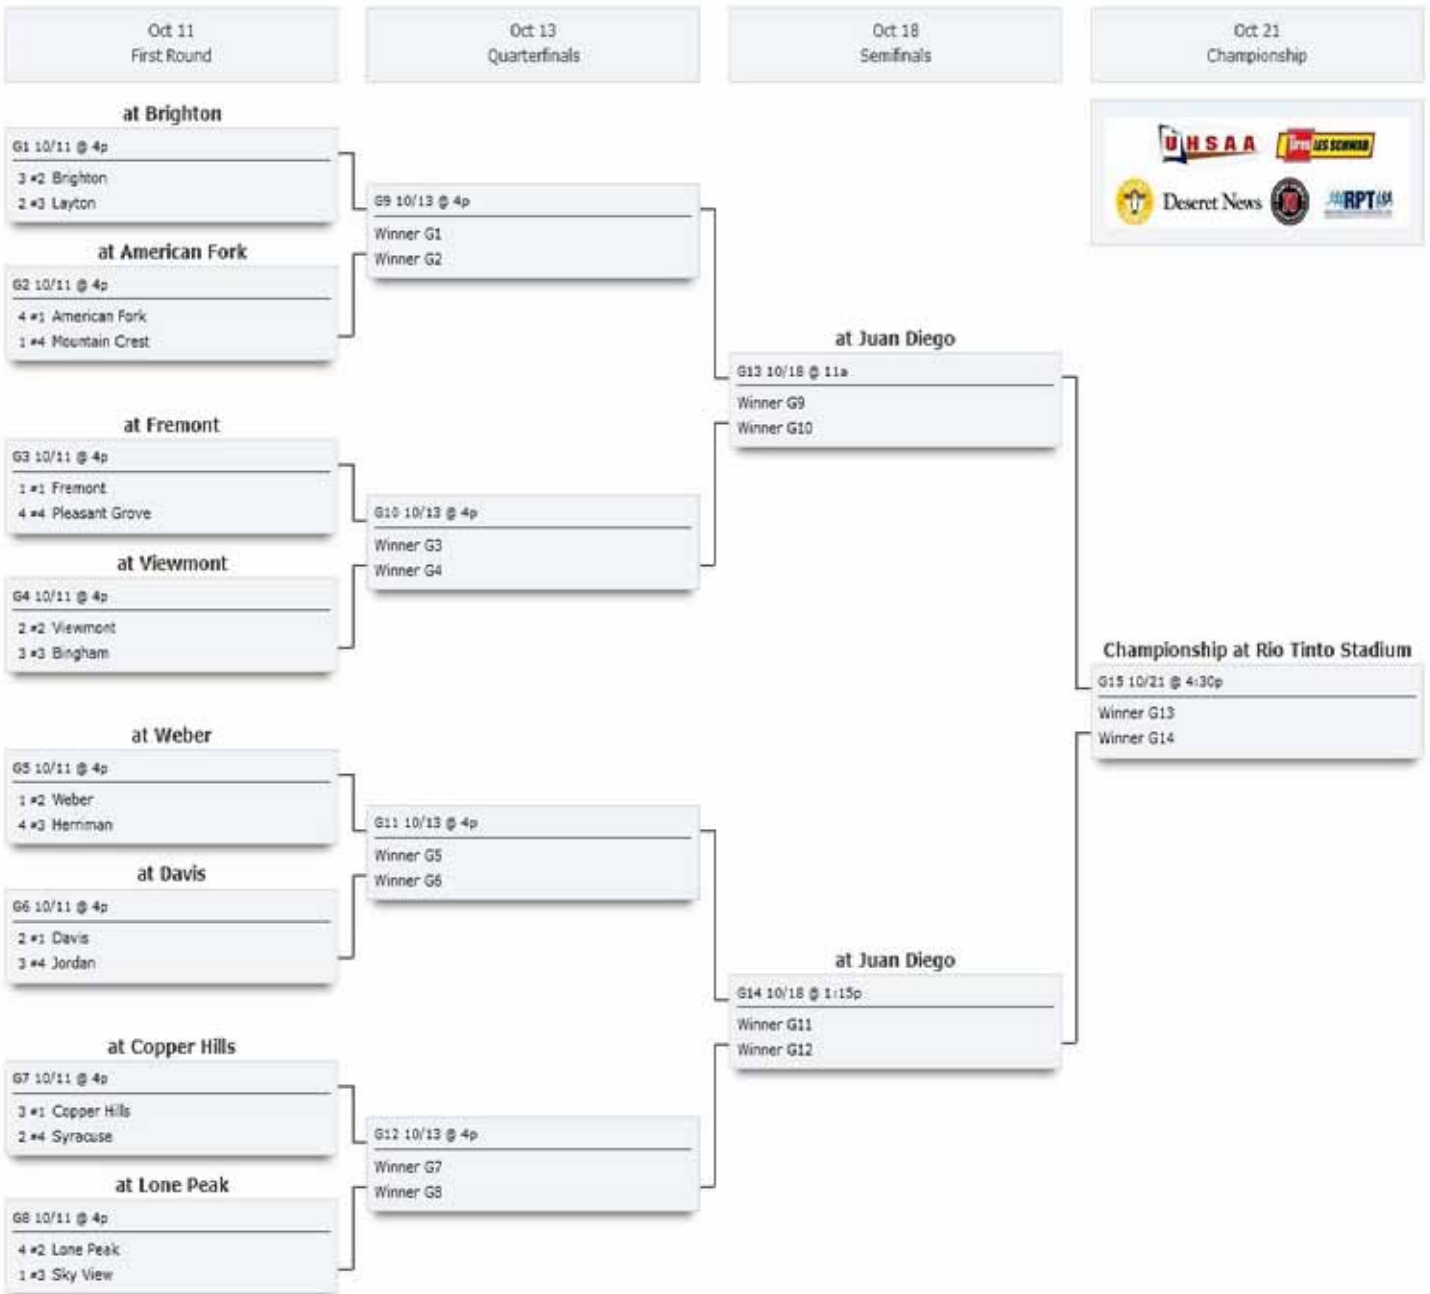 Oct 11
First Round
Oct 13
Quarterfinals
Oct 18
Semifinals
Oct 21
Championship
at Brighton
G1 10/11 @ 4p
3 #2 Brighton
2 #3 Layton
at American Fork
G2 10/11 @ 4p
4 #1 American Fork
1 #4 Mountain Crest
at Fremont
G3 10/11 @ 4p
1 #1 Fremont
4 #4 Pleasant Grove
at Viewmont
G4 10/11 @ 4p
2 #2 Viewmont
3 #3 Bingham
at Weber
G5 10/11 @ 4p
1 #2 Weber
4 #3 Herriman
at Davis
G6 10/11 @ 4p
2 #1 Davis
3 #4 Jordan
at Copper Hills
G7 10/11 @ 4p
3 #1 Copper Hills
2 #4 Syracuse
at Lone Peak
G8 10/11 @ 4p
4 #2 Lone Peak
1 #3 Sky View
G9 10/13 @ 4p
Winner G1
Winner G2
G10 10/13 @ 4p
Winner G3
Winner G4
G11 10/13 @ 4p
Winner G5
Winner G6
G12 10/13 @ 4p
Winner G7
Winner G8
at Juan Diego
G13 10/18 @ 11a
Winner G9
Winner G10
at Juan Diego
G14 10/18 @ 1:15p
Winner G11
Winner G12
UHSAA
LES SCHWAB
Deseret News
RPT
Championship at Rio Tinto Stadium
G15 10/21 @ 4:30p
Winner G13
Winner G14